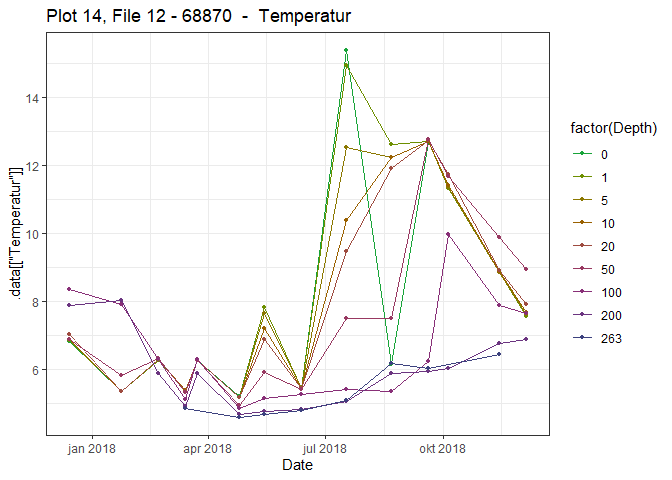 Plot 14, File 12 - 68870  -  Temperatur
14
12
10
8
6
.data[["Temperatur"]]
jan 2018
apr 2018
jul 2018
okt 2018
Date
factor(Depth)
0
1
5
10
20
50
100
200
263